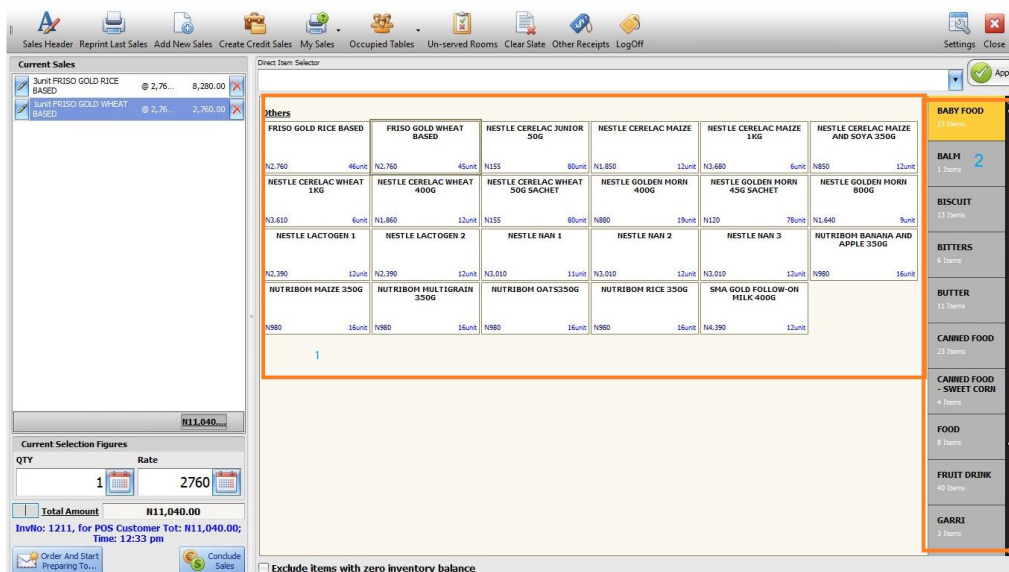 Sales Header Reprint Last Sales Add New Sales Create Credit Sales My Sales Occupied Tables Un-served Rooms Clear Slate Other Receipts LogOff Settings Close
Current Sales
3unit FRISO GOLD RICE BASED @ 2,76... 8,280.00
1unit FRISO GOLD WHEAT BASED @ 2,76... 2,760.00
N11,040....
Current Selection Figures
QTY Rate
1 2760
Total Amount N11,040.00
InvNo: 1211, for POS Customer Tot: N11,040.00;
Time: 12:33 pm
Order And Start
Preparing To...
Conclude
Sales
Direct Item Selector
App
Others
FRISO GOLD RICE BASED
N2,760 46unit
FRISO GOLD WHEAT
BASED
N2,760 45unit
NESTLE CERELAC JUNIOR
50G
N155 80unit
NESTLE CERELAC MAIZE
N1,850 12unit
NESTLE CERELAC MAIZE
1KG
N3,680 6unit
NESTLE CERELAC MAIZE
AND SOYA 350G
N850 12unit
NESTLE CERELAC WHEAT
1KG
N3,610 6unit
NESTLE CERELAC WHEAT
400G
N1,860 12unit
NESTLE CERELAC WHEAT
50G SACHET
N155 80unit
NESTLE GOLDEN MORN
400G
N880 19unit
NESTLE GOLDEN MORN
45G SACHET
N120 78unit
NESTLE GOLDEN MORN
800G
N1,640 9unit
NESTLE LACTOGEN 1
N2,390 12unit
NESTLE LACTOGEN 2
N2,390 12unit
NESTLE NAN 1
N3,010 11unit
NESTLE NAN 2
N3,010 12unit
NESTLE NAN 3
N3,010 12unit
NUTRIBOM BANANA AND
APPLE 350G
N980 16unit
NUTRIBOM MAIZE 350G
N980 16unit
NUTRIBOM MULTIGRAIN
350G
N980 16unit
NUTRIBOM OATS350G
N980 16unit
NUTRIBOM RICE 350G
N980 16unit
SMA GOLD FOLLOW-ON
MILK 400G
N4,390 12unit
1
Exclude items with zero inventory balance
BABY FOOD
23 Items
BALM
1 Items
2
BISCUIT
13 Items
BITTERS
6 Items
BUTTER
11 Items
CANNED FOOD
23 Items
CANNED FOOD
- SWEET CORN
4 Items
FOOD
8 Items
FRUIT DRINK
40 Items
GARRI
3 Items